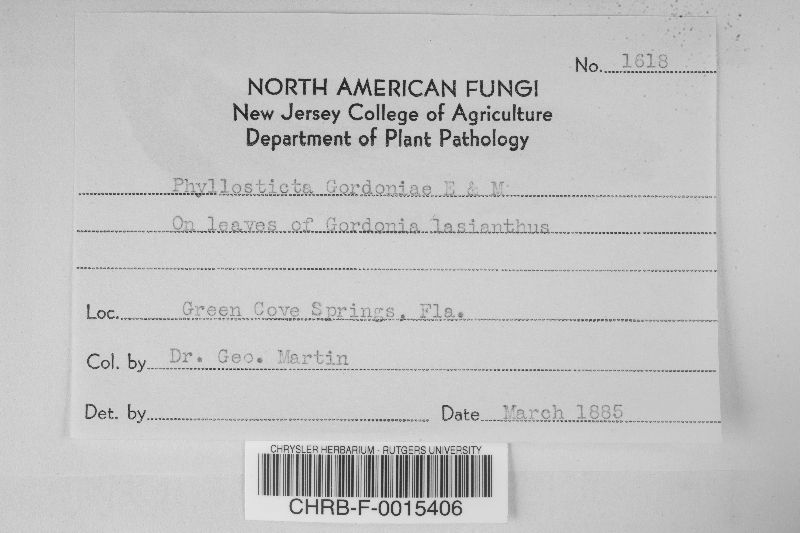 No. 1618
NORTH AMERICAN FUNGI
New Jersey College of Agriculture
Department of Plant Pathology
Phyllosticta Gordoniae E & M
On leaves of Gordonia lasianthus
Loc. Green Cove Springs, Fla.
Col. by Dr. Geo. Martin
Det. by
Date March 1885
CHRYSLER HERBARIUM - RUTGERS UNIVERSITY
CHRB-F-0015406